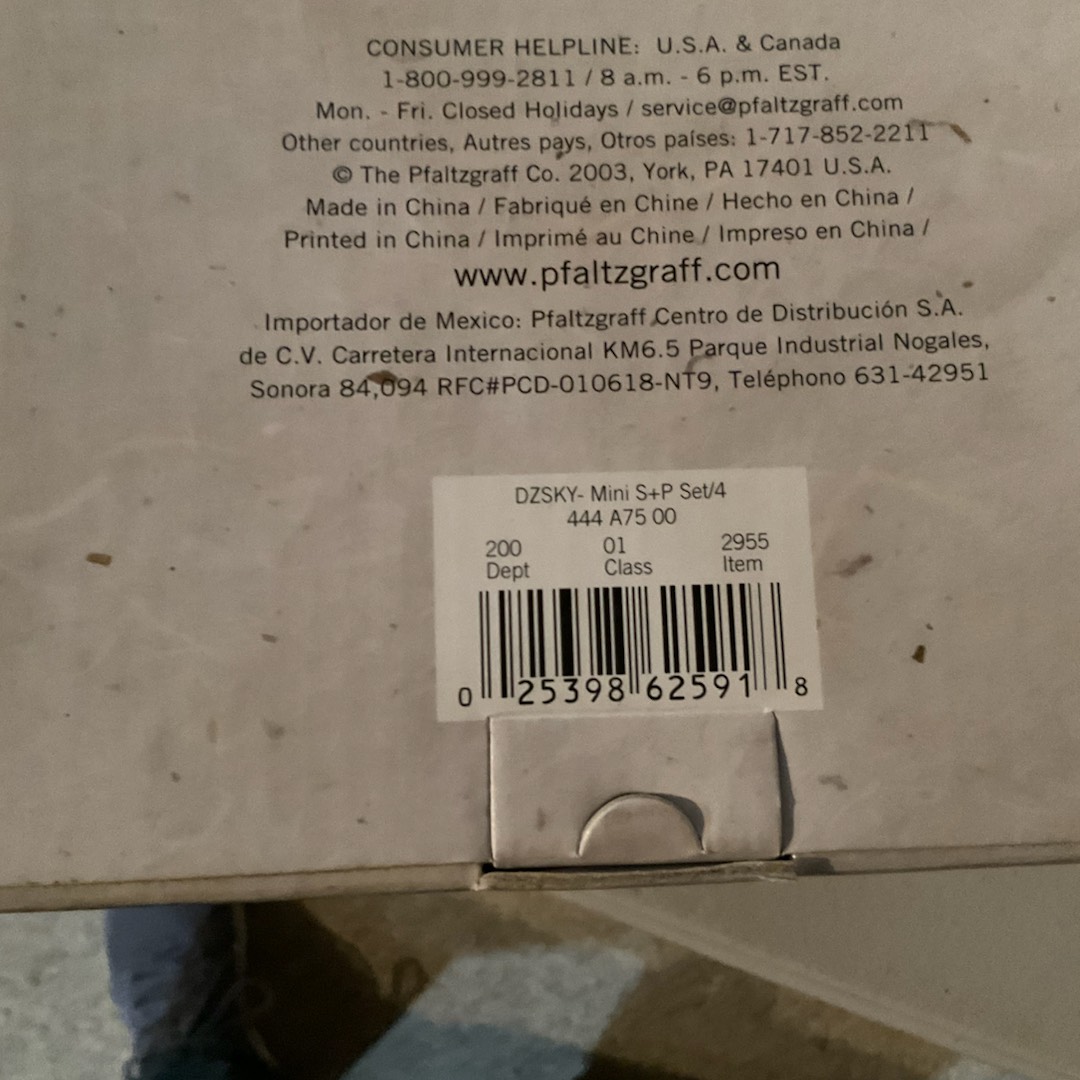 CONSUMER HELPLINE: U.S.A. & Canada
1-800-999-2811 / 8 a.m. - 6 p.m. EST.
Mon. - Fri. Closed Holidays / service@pfaltzgraff.com
Other countries, Autres pays, Otros países: 1-717-852-2211
© The Pfaltzgraff Co. 2003, York, PA 17401 U.S.A.
Made in China / Fabriqué en Chine / Hecho en China /
Printed in China / Imprimé au Chine / Impreso en China /
www.pfaltzgraff.com
Importador de Mexico: Pfaltzgraff Centro de Distribución S.A.
de C.V. Carretera Internacional KM6.5 Parque Industrial Nogales,
Sonora 84,094 RFC#PCD-010618-NT9, Teléphono 631-42951
DZSKY- Mini S+P Set/4
444 A75 00
200 01 2955
Dept Class Item
0 25398 62591 8